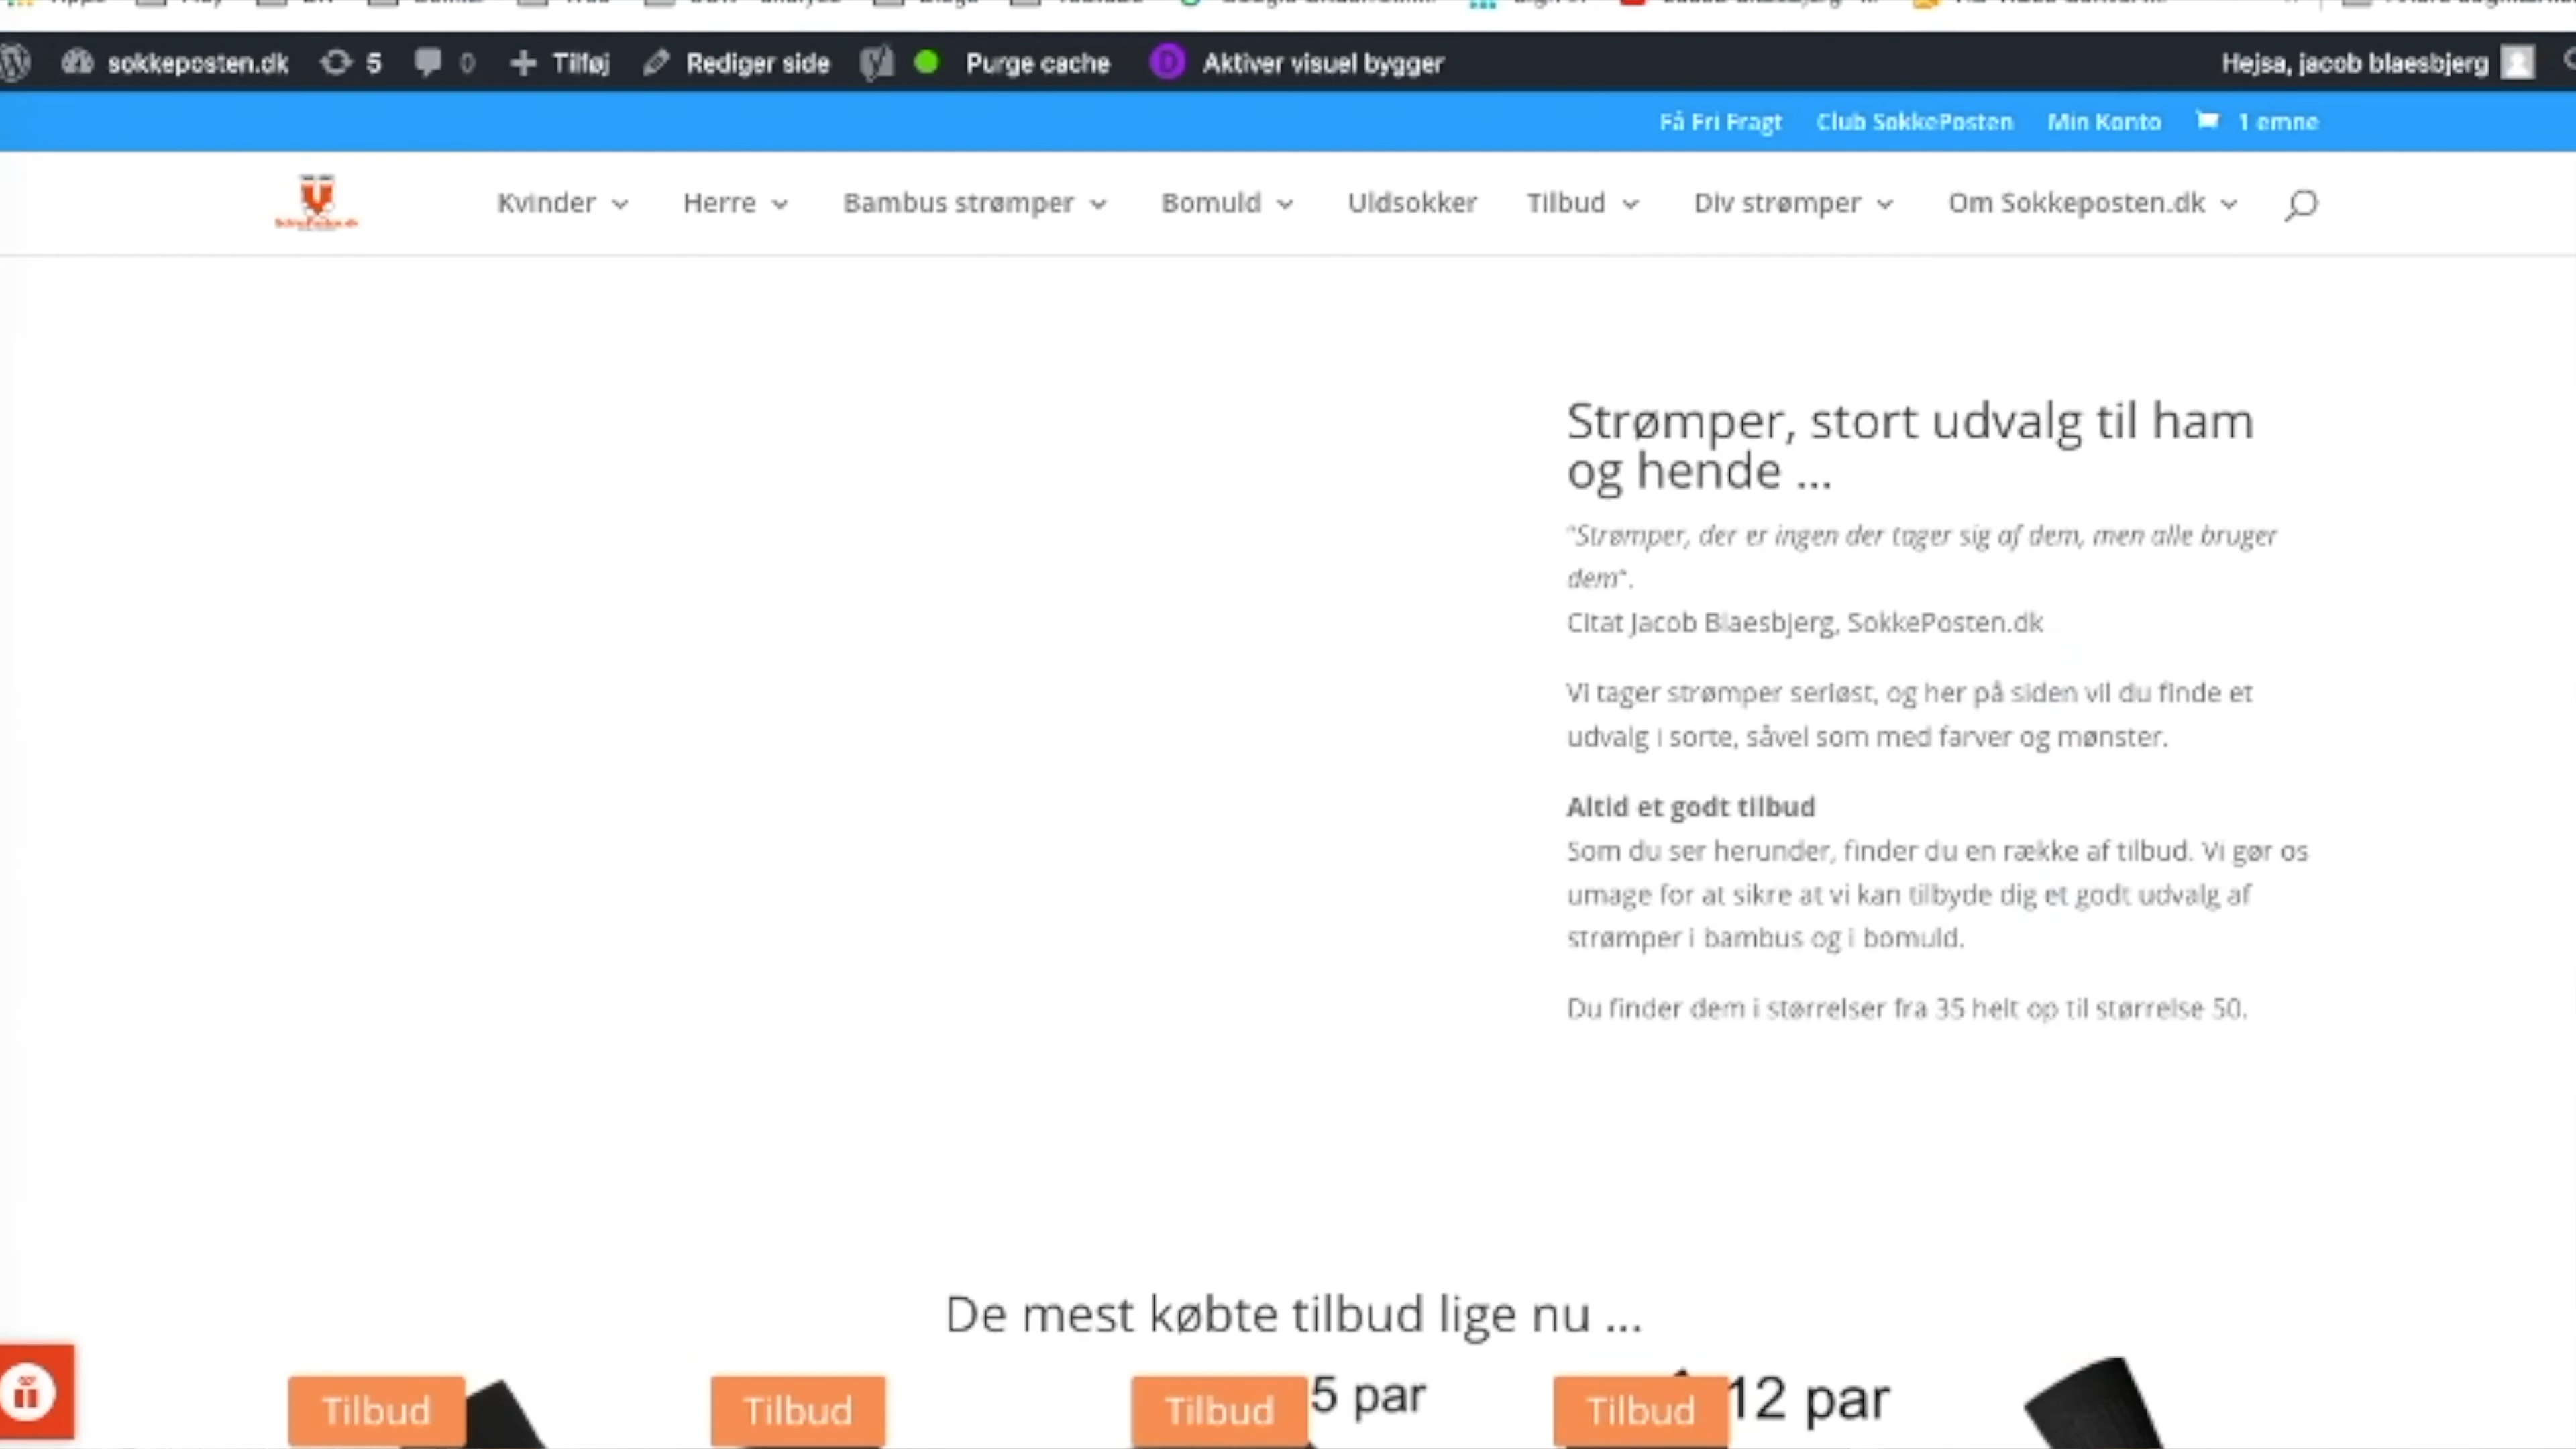 sokkeposten.dk 5 0 Tilføj Rediger side Purge cache Aktiver visuel bygger Hejsa, jacob blaesbjerg
Få Fri Fragt Club SokkePosten Min Konto 1 emne
Kvinder Herre Bambus strømper Bomuld Uldsokker Tilbud Div strømper Om Sokkeposten.dk
Strømper, stort udvalg til ham
og hende ...
"Strømper, der er ingen der tager sig af dem, men alle bruger
dem".
Citat Jacob Blaesbjerg, SokkePosten.dk
Vi tager strømper seriøst, og her på siden vil du finde et
udvalg i sorte, såvel som med farver og mønster.
Altid et godt tilbud
Som du ser herunder, finder du en række af tilbud. Vi gør os
umage for at sikre at vi kan tilbyde dig et godt udvalg af
strømper i bambus og i bomuld.
Du finder dem i størrelser fra 35 helt op til størrelse 50.
De mest købte tilbud lige nu ...
Tilbud Tilbud Tilbud 5 par Tilbud 12 par